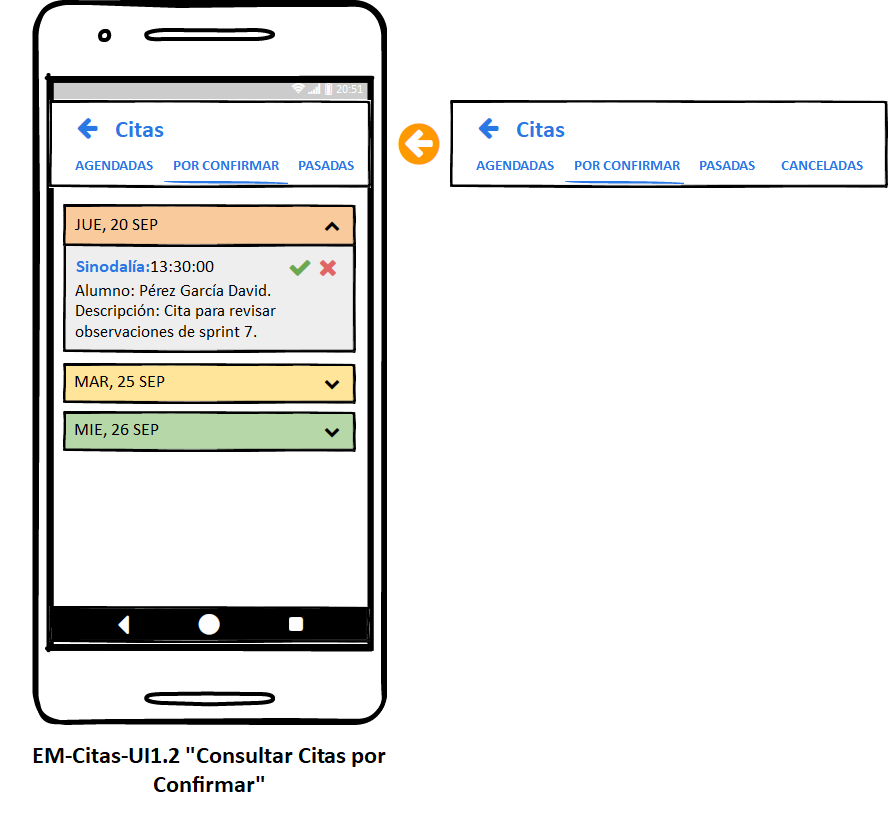 20:51
Citas
AGENDADAS POR CONFIRMAR PASADAS
JUE, 20 SEP
Sinodalía:13:30:00
Alumno: Pérez García David.
Descripción: Cita para revisar
observaciones de sprint 7.
MAR, 25 SEP
MIE, 26 SEP
Citas
AGENDADAS POR CONFIRMAR PASADAS CANCELADAS
EM-Citas-UI1.2 "Consultar Citas por
Confirmar"